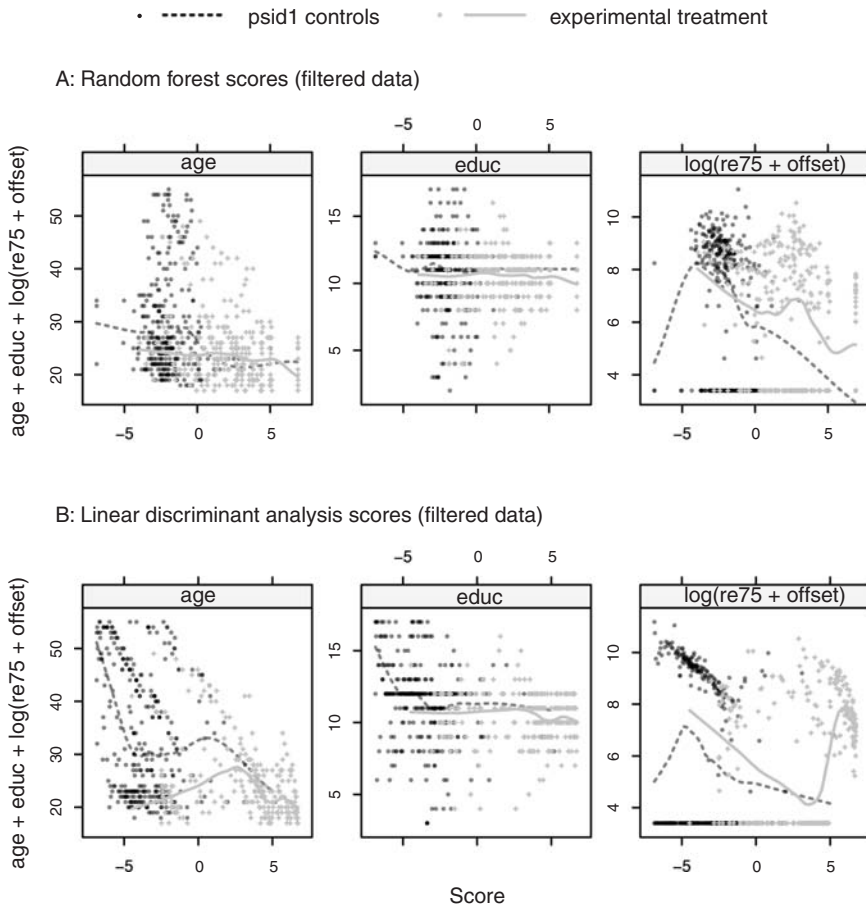 psid1 controls experimental treatment
A: Random forest scores (filtered data)
−5 0 5
age educ log(re75 + offset)
age + educ + log(re75 + offset)
50
40
30
20
15
10
5
10
8
6
4
−5 0 5 −5 0 5
B: Linear discriminant analysis scores (filtered data)
−5 0 5
age educ log(re75 + offset)
age + educ + log(re75 + offset)
50
40
30
20
15
10
5
10
8
6
4
−5 0 5 −5 0 5
Score